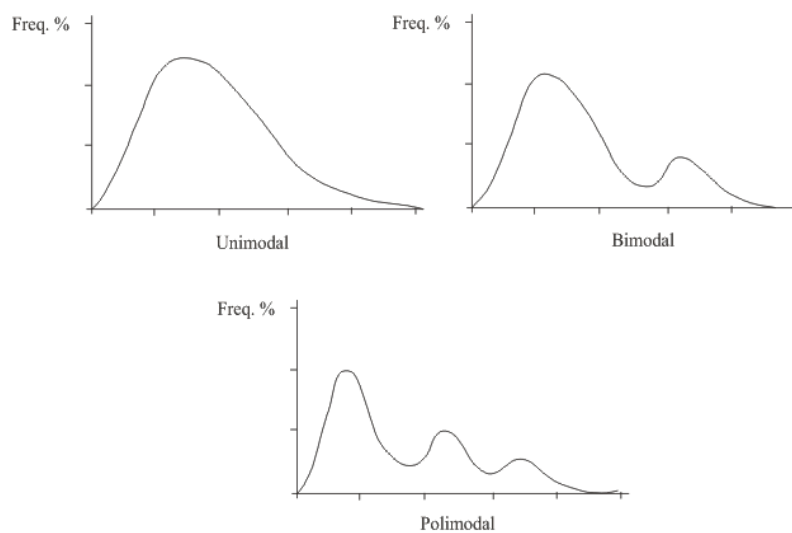 Freq. %
Unimodal
Freq. %
Bimodal
Freq. %
Polimodal